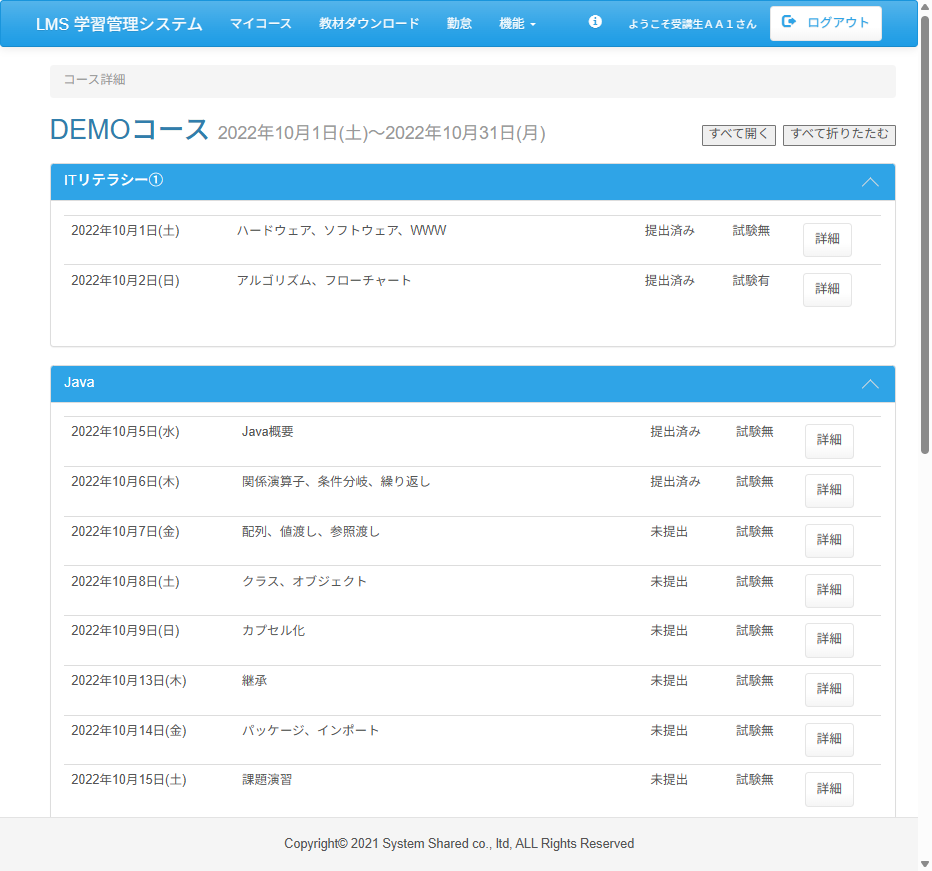 LMS 学習管理システム マイコース 教材ダウンロード 勤怠 機能 ようこそ受講生ＡＡ１さん ログアウト
コース詳細
DEMOコース 2022年10月1日(土)～2022年10月31日(月) すべて開く すべて折りたたむ
ITリテラシー①
2022年10月1日(土) ハードウェア、ソフトウェア、WWW 提出済み 試験無 詳細
2022年10月2日(日) アルゴリズム、フローチャート 提出済み 試験有 詳細
Java
2022年10月5日(水) Java概要 提出済み 試験無 詳細
2022年10月6日(木) 関係演算子、条件分岐、繰り返し 提出済み 試験無 詳細
2022年10月7日(金) 配列、値渡し、参照渡し 未提出 試験無 詳細
2022年10月8日(土) クラス、オブジェクト 未提出 試験無 詳細
2022年10月9日(日) カプセル化 未提出 試験無 詳細
2022年10月13日(木) 継承 未提出 試験無 詳細
2022年10月14日(金) パッケージ、インポート 未提出 試験無 詳細
2022年10月15日(土) 課題演習 未提出 試験無 詳細
Copyright© 2021 System Shared co., ltd, ALL Rights Reserved